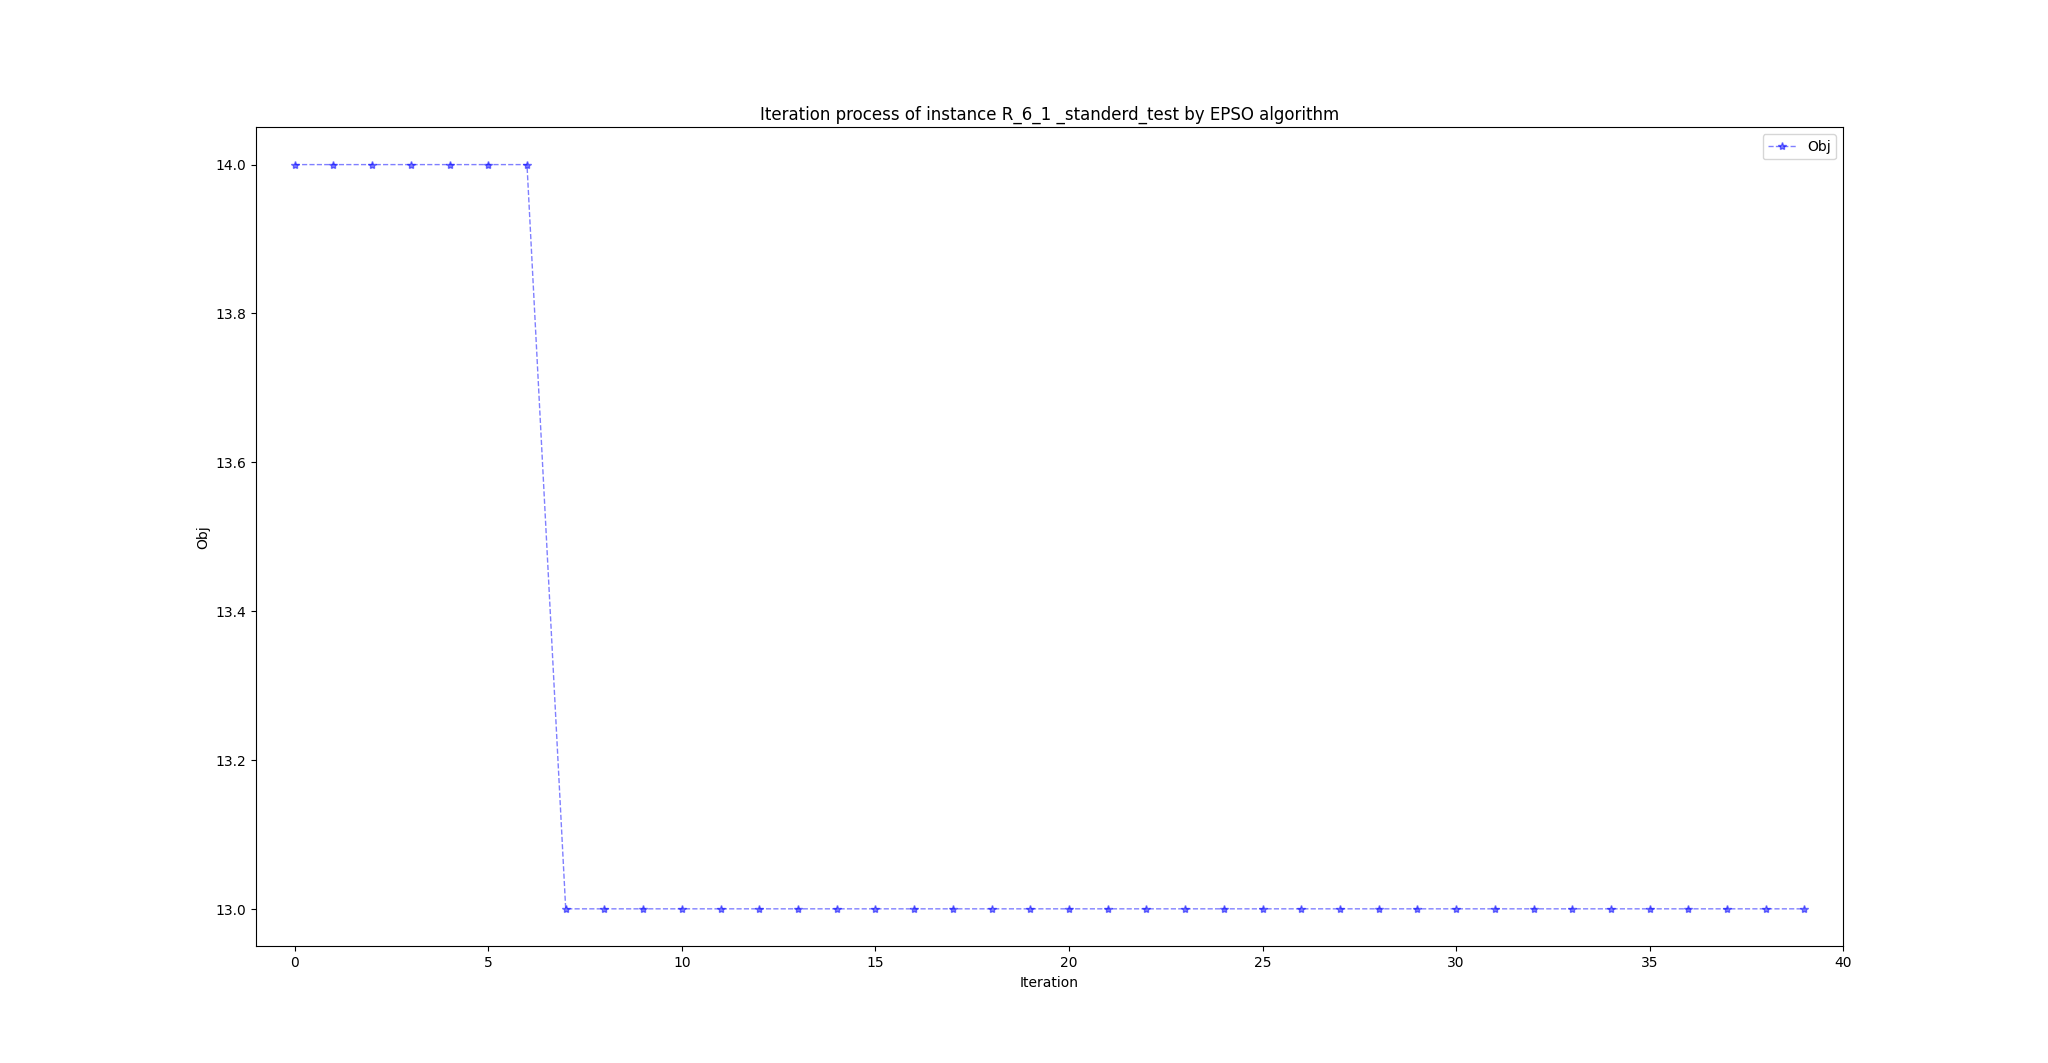 Iteration process of instance R_6_1 _standerd_test by EPSO algorithm
Obj
14.0
13.8
13.6
13.4
13.2
13.0
Obj
0 5 10 15 20 25 30 35 40
Iteration